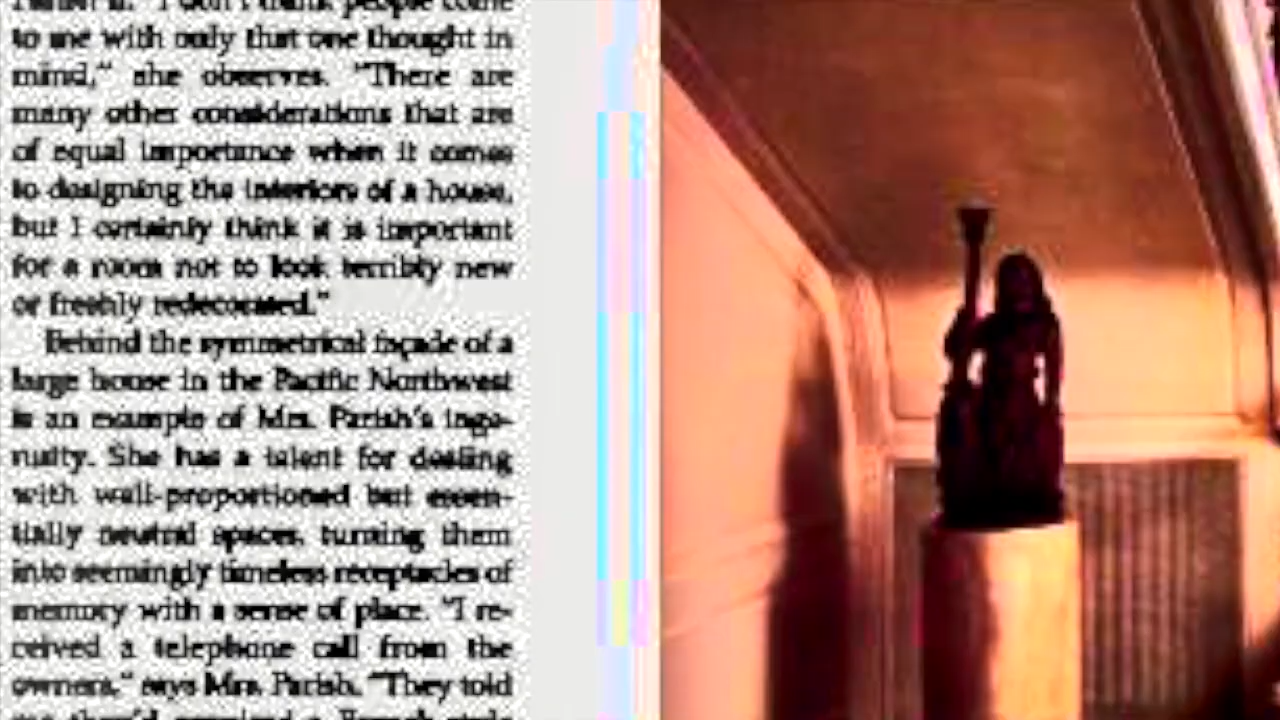 to me with only that one thought in
mind," she observes. "There are
many other considerations that are
of equal importance when it comes
to designing the interiors of a house,
but I certainly think it is important
for a room not to look terribly new
or freshly redecorated."
Behind the symmetrical façade of a
large house in the Pacific Northwest
is an example of Mrs. Parish's inge-
nuity. She has a talent for dealing
with well-proportioned but essen-
tially neutral spaces, turning them
into seemingly timeless receptacles of
memory with a sense of place. "I re-
ceived a telephone call from the
owners," says Mrs. Parish. "They told